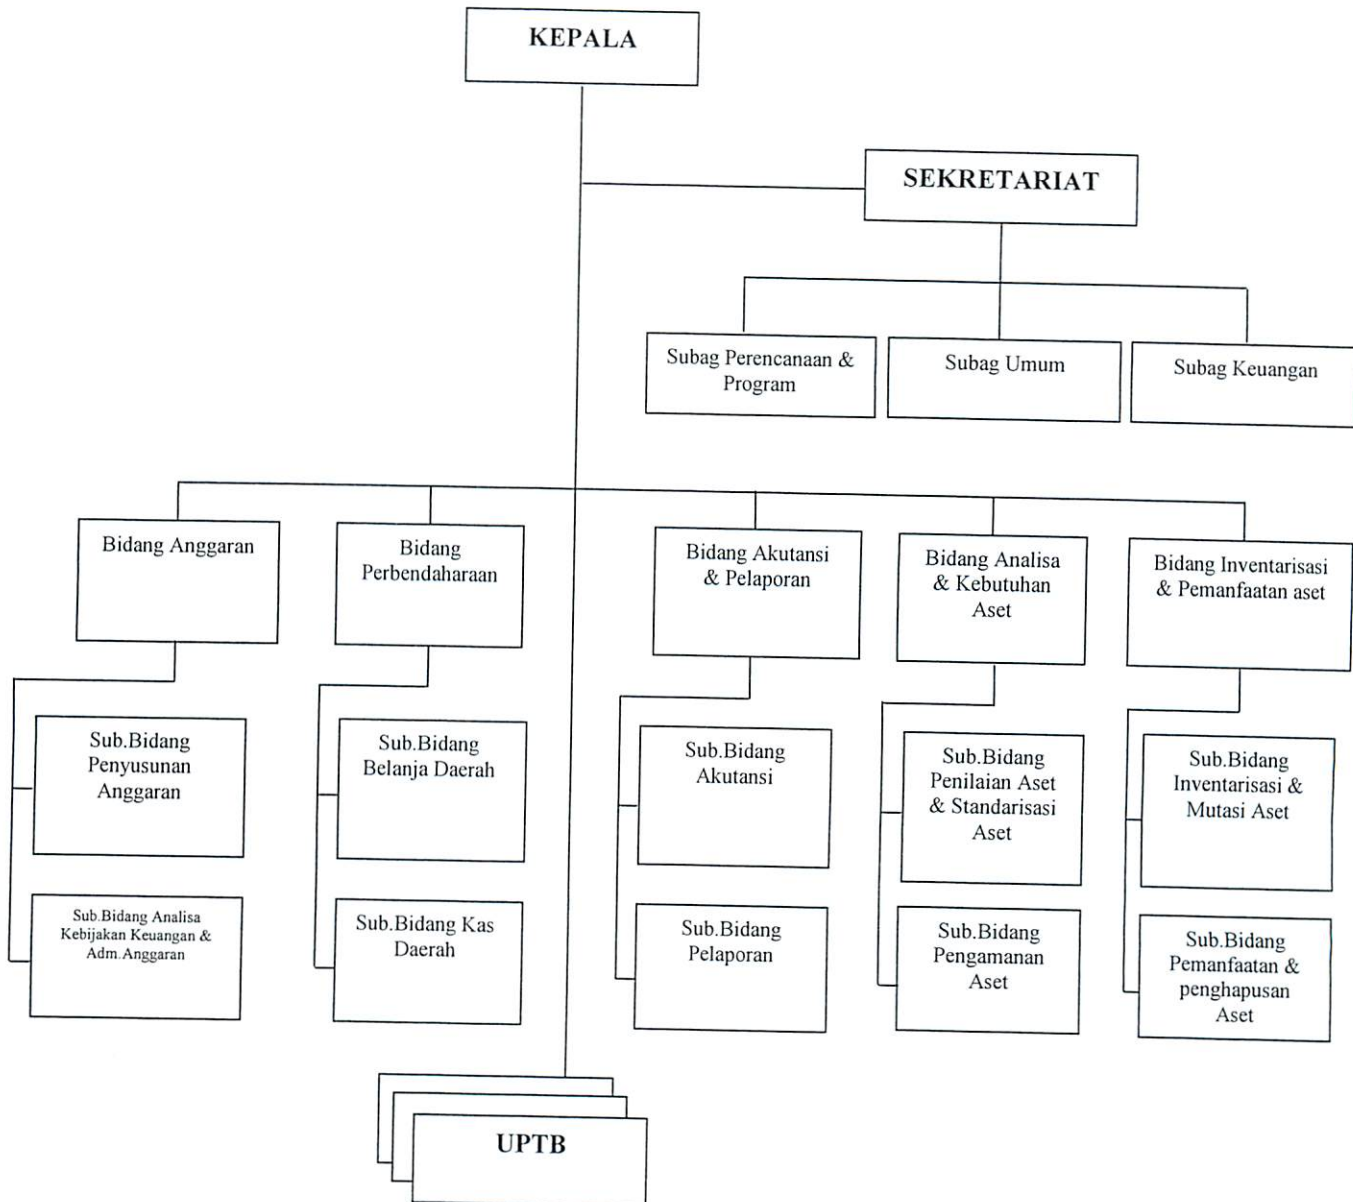 KEPALA
SEKRETARIAT
Subag Perencanaan &
Program
Subag Umum
Subag Keuangan
Bidang Anggaran
Bidang
Perbendaharaan
Bidang Akutansi
& Pelaporan
Bidang Analisa
& Kebutuhan
Aset
Bidang Inventarisasi
& Pemanfaatan aset
Sub.Bidang
Penyusunan
Anggaran
Sub.Bidang
Belanja Daerah
Sub.Bidang
Akutansi
Sub.Bidang
Penilaian Aset
& Standarisasi
Aset
Sub.Bidang
Inventarisasi &
Mutasi Aset
Sub.Bidang Analisa
Kebijakan Keuangan &
Adm.Anggaran
Sub.Bidang Kas
Daerah
Sub.Bidang
Pelaporan
Sub.Bidang
Pengamanan
Aset
Sub.Bidang
Pemanfaatan &
penghapusan
Aset
UPTB